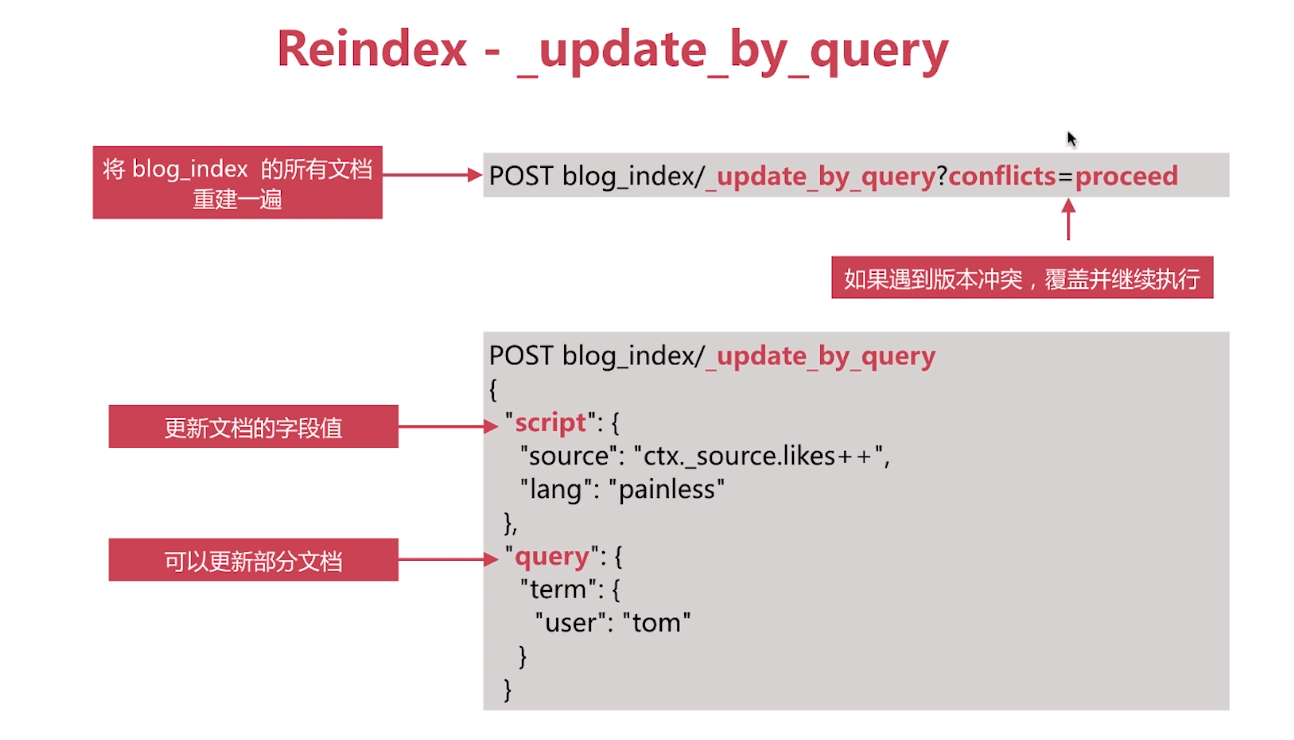 Reindex - _update_by_query
将 blog_index 的所有文档
重建一遍
POST blog_index/_update_by_query?conflicts=proceed
如果遇到版本冲突，覆盖并继续执行
POST blog_index/_update_by_query
{
"script": {
"source": "ctx._source.likes++",
"lang": "painless"
},
"query": {
"term": {
"user": "tom"
}
}
更新文档的字段值
可以更新部分文档